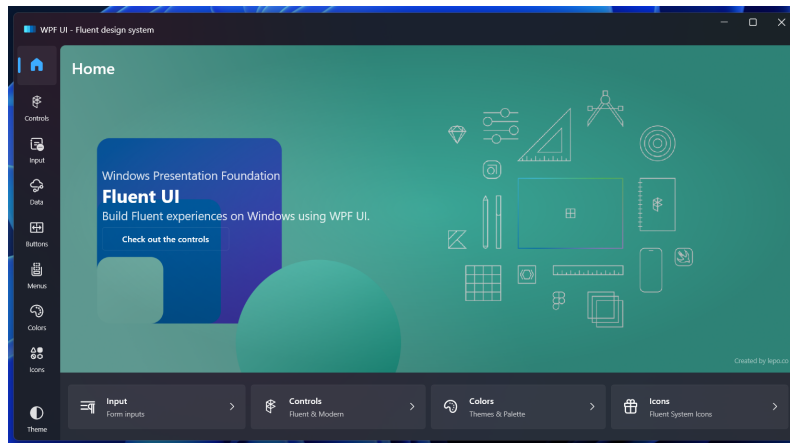 WPF UI - Fluent design system
Home
Controls
Input
Data
Buttons
Menus
Colors
Icons
Theme
Windows Presentation Foundation
Fluent UI
Build Fluent experiences on Windows using WPF UI.
Check out the controls
Created by lepo.co
Input
Form inputs
Controls
Fluent & Modern
Colors
Themes & Palette
Icons
Fluent System Icons